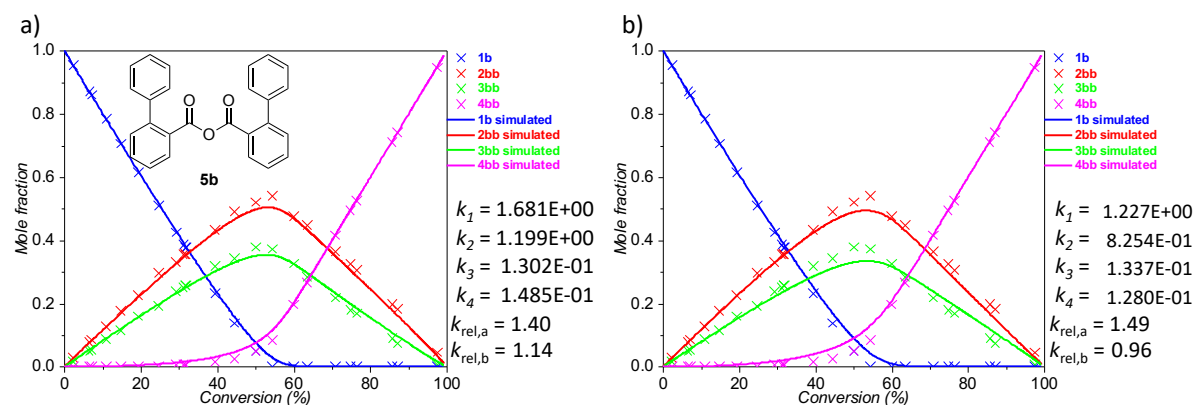 a)
Mole fraction
1.0
0.8
0.6
0.4
0.2
0.0
0
20
40
60
80
100
Conversion (%)
O
O
O
5b
1b
2bb
3bb
4bb
1b simulated
2bb simulated
3bb simulated
4bb simulated
k1 = 1.681E+00
k2 = 1.199E+00
k3 = 1.302E-01
k4 = 1.485E-01
krel,a = 1.40
krel,b = 1.14
b)
Mole fraction
1.0
0.8
0.6
0.4
0.2
0.0
0
20
40
60
80
100
Conversion (%)
1b
2bb
3bb
4bb
1b simulated
2bb simulated
3bb simulated
4bb simulated
k1 = 1.227E+00
k2 = 8.254E-01
k3 = 1.337E-01
k4 = 1.280E-01
krel,a = 1.49
krel,b = 0.96